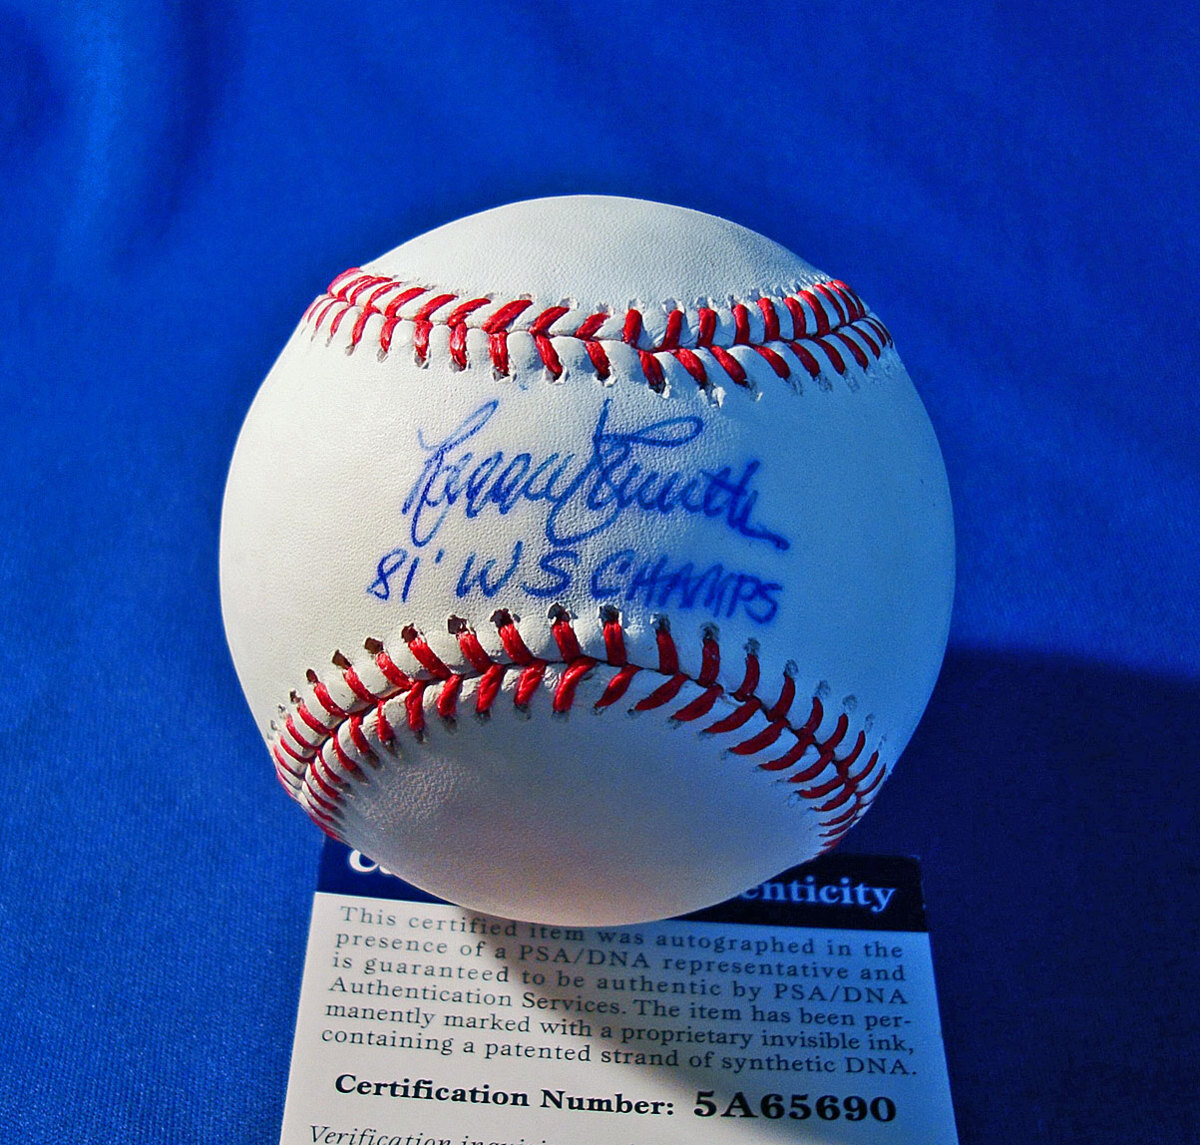 Reggie Smith
81' WS CHAMPS
C enticity
This certified item was autographed in the
presence of a PSA/DNA representative and
is guaranteed to be authentic by PSA/DNA
Authentication Services. The item has been per-
manently marked with a proprietary invisible ink,
containing a patented strand of synthetic DNA.
Certification Number: 5A65690
Verification